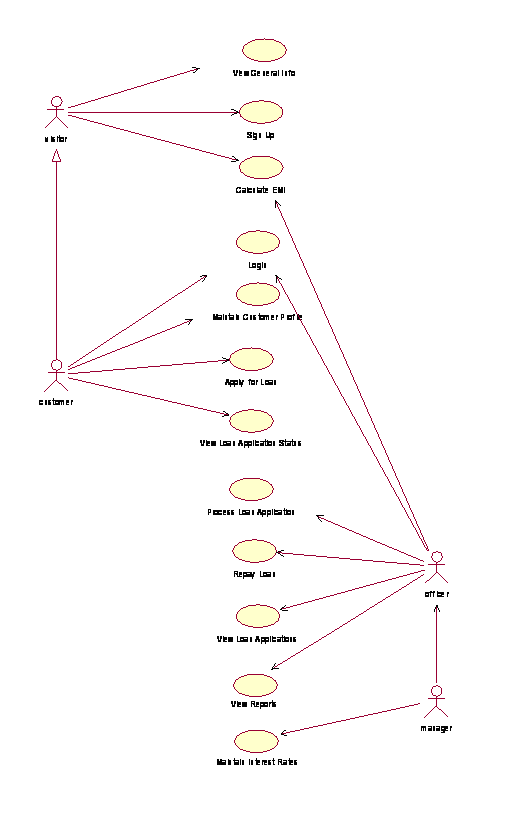 View General Info
visitor
Sign Up
Calculate EMI
Login
Maintain Customer Profile
customer
Apply for Loan
View Loan Application Status
Process Loan Application
Repay Loan
officer
View Loan Applications
View Reports
manager
Maintain Interest Rates